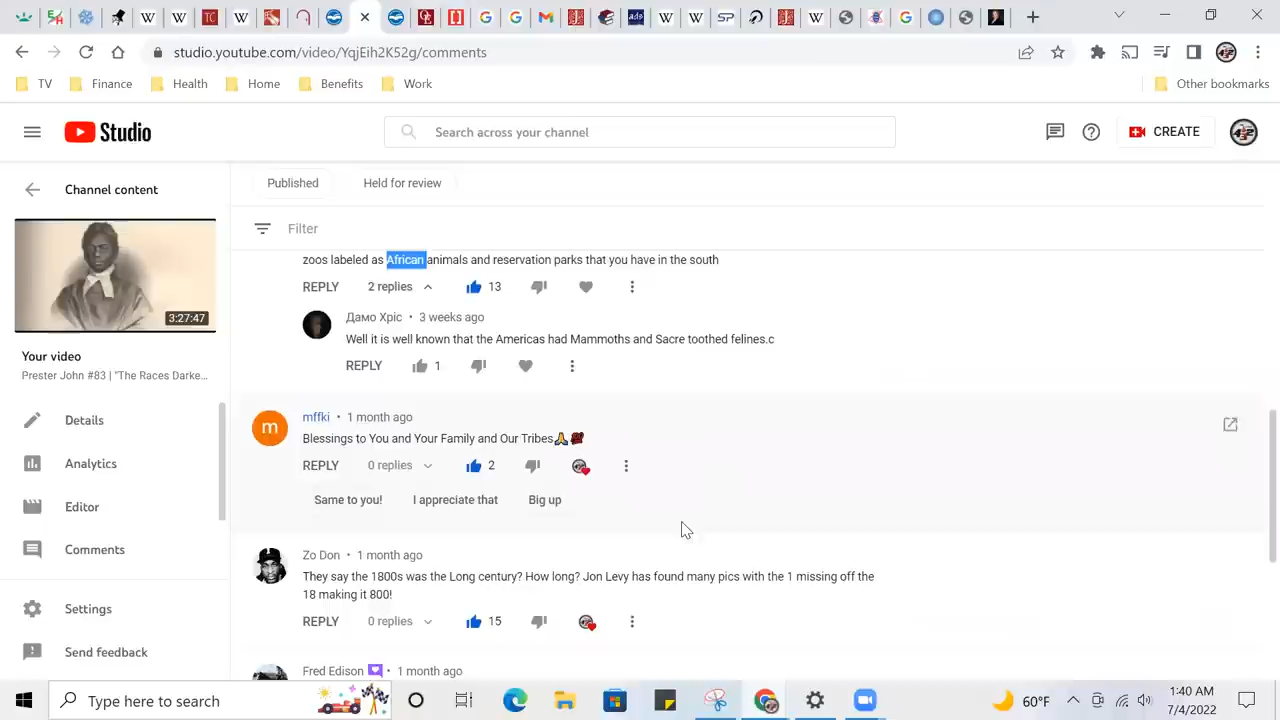 studio.youtube.com/video/YqjEih2K52g/comments
TV Finance Health Home Benefits Work Other bookmarks
Studio
Search across your channel
CREATE
Channel content
Published Held for review
Filter
3:27:47
Your video
Prester John #83 | "The Races Darke...
Details
Analytics
Editor
Comments
Settings
Send feedback
zoos labeled as African animals and reservation parks that you have in the south
REPLY 2 replies 13
Дамо Хріс • 3 weeks ago
Well it is well known that the Americas had Mammoths and Sacre toothed felines.c
REPLY 1
m
mffki • 1 month ago
Blessings to You and Your Family and Our Tribes🙏
REPLY 0 replies 2
Same to you! I appreciate that Big up
Zo Don • 1 month ago
They say the 1800s was the Long century? How long? Jon Levy has found many pics with the 1 missing off the
18 making it 800!
REPLY 0 replies 15
Fred Edison • 1 month ago
Type here to search
60°F
1:40 AM
7/4/2022